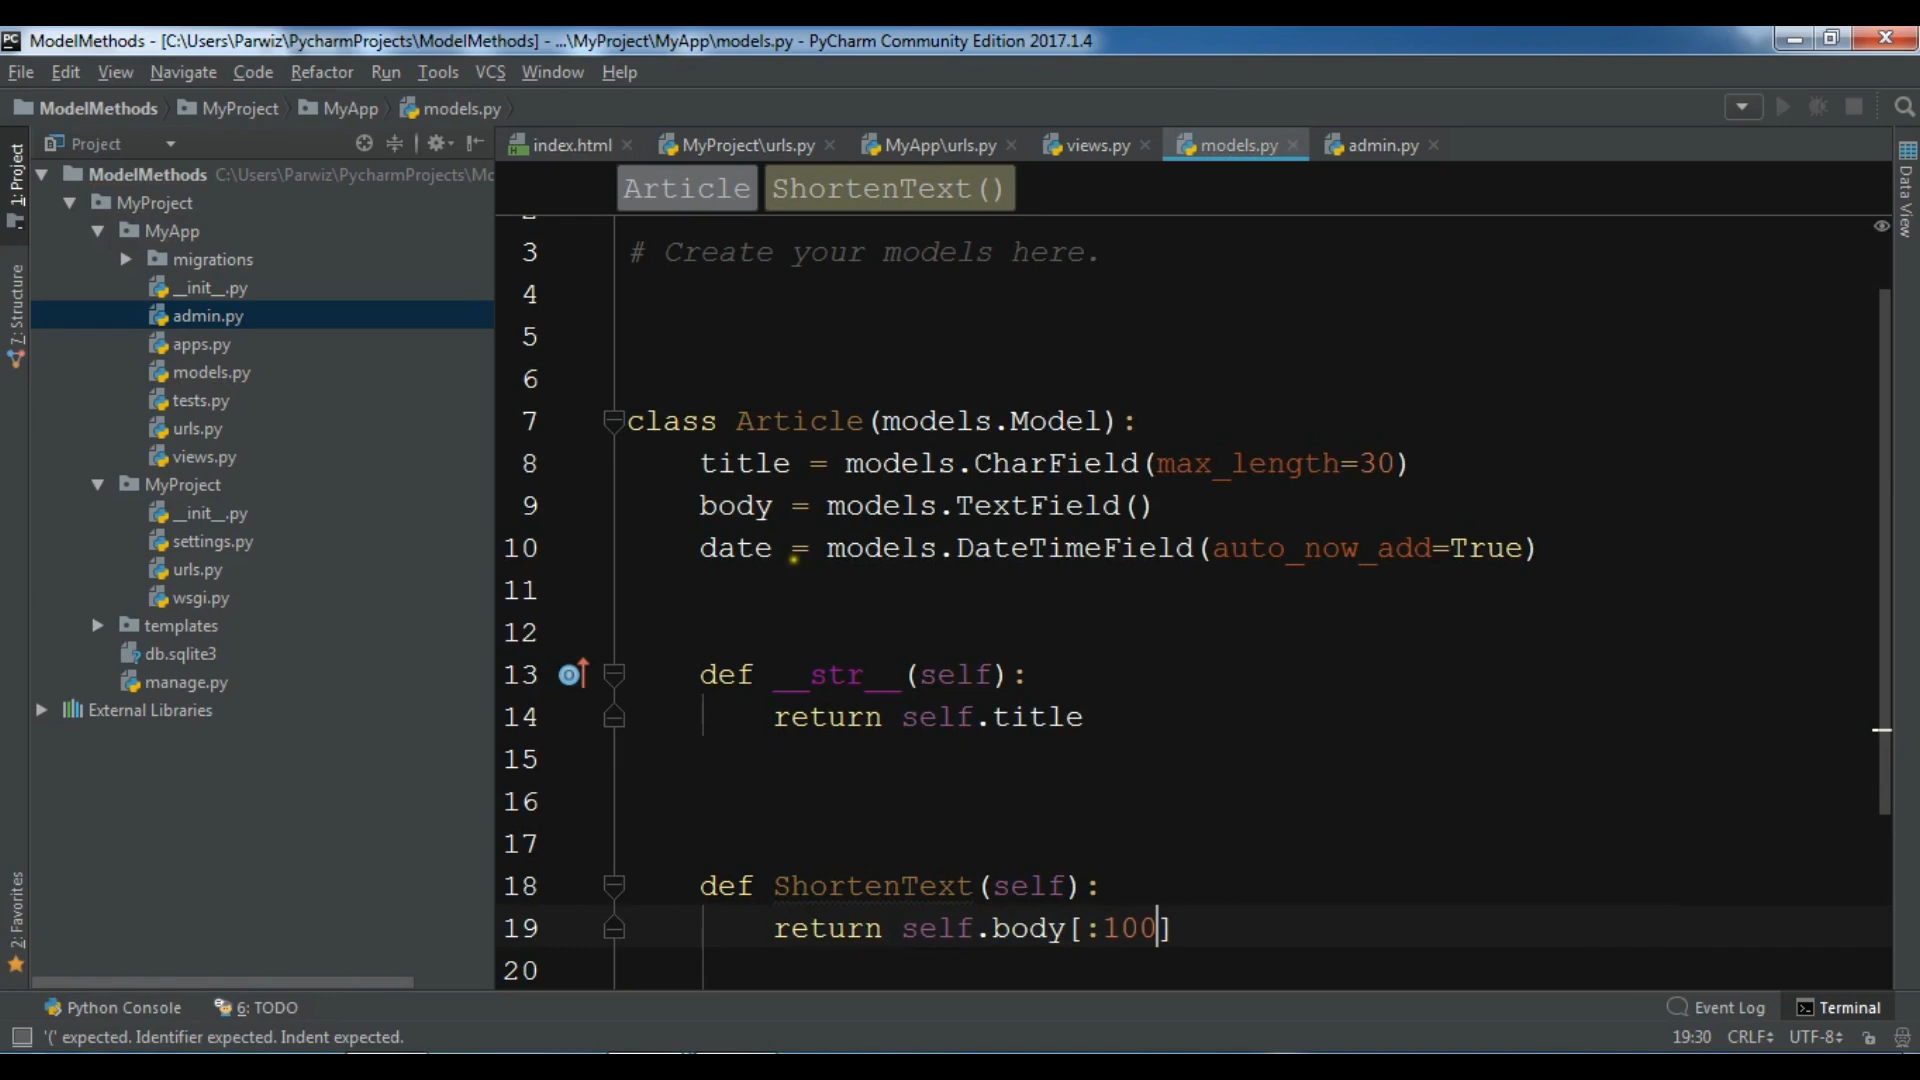 ModelMethods - [C:\Users\Parwiz\PycharmProjects\ModelMethods] - ...\MyProject\MyApp\models.py - PyCharm Community Edition 2017.1.4
File Edit View Navigate Code Refactor Run Tools VCS Window Help
ModelMethods MyProject MyApp models.py
Project
index.html MyProject\urls.py MyApp\urls.py views.py models.py admin.py
1: Project
7: Structure
2: Favorites
ModelMethods C:\Users\Parwiz\PycharmProjects\Mo
MyProject
MyApp
migrations
__init__.py
admin.py
apps.py
models.py
tests.py
urls.py
views.py
MyProject
__init__.py
settings.py
urls.py
wsgi.py
templates
db.sqlite3
manage.py
External Libraries
Article ShortenText()
3 # Create your models here.
4
5
6
7 class Article(models.Model):
8 title = models.CharField(max_length=30)
9 body = models.TextField()
10 date = models.DateTimeField(auto_now_add=True)
11
12
13 def __str__(self):
14 return self.title
15
16
17
18 def ShortenText(self):
19 return self.body[:100]
20
Data View
Python Console 6: TODO Event Log Terminal
'(' expected. Identifier expected. Indent expected. 19:30 CRLF UTF-8